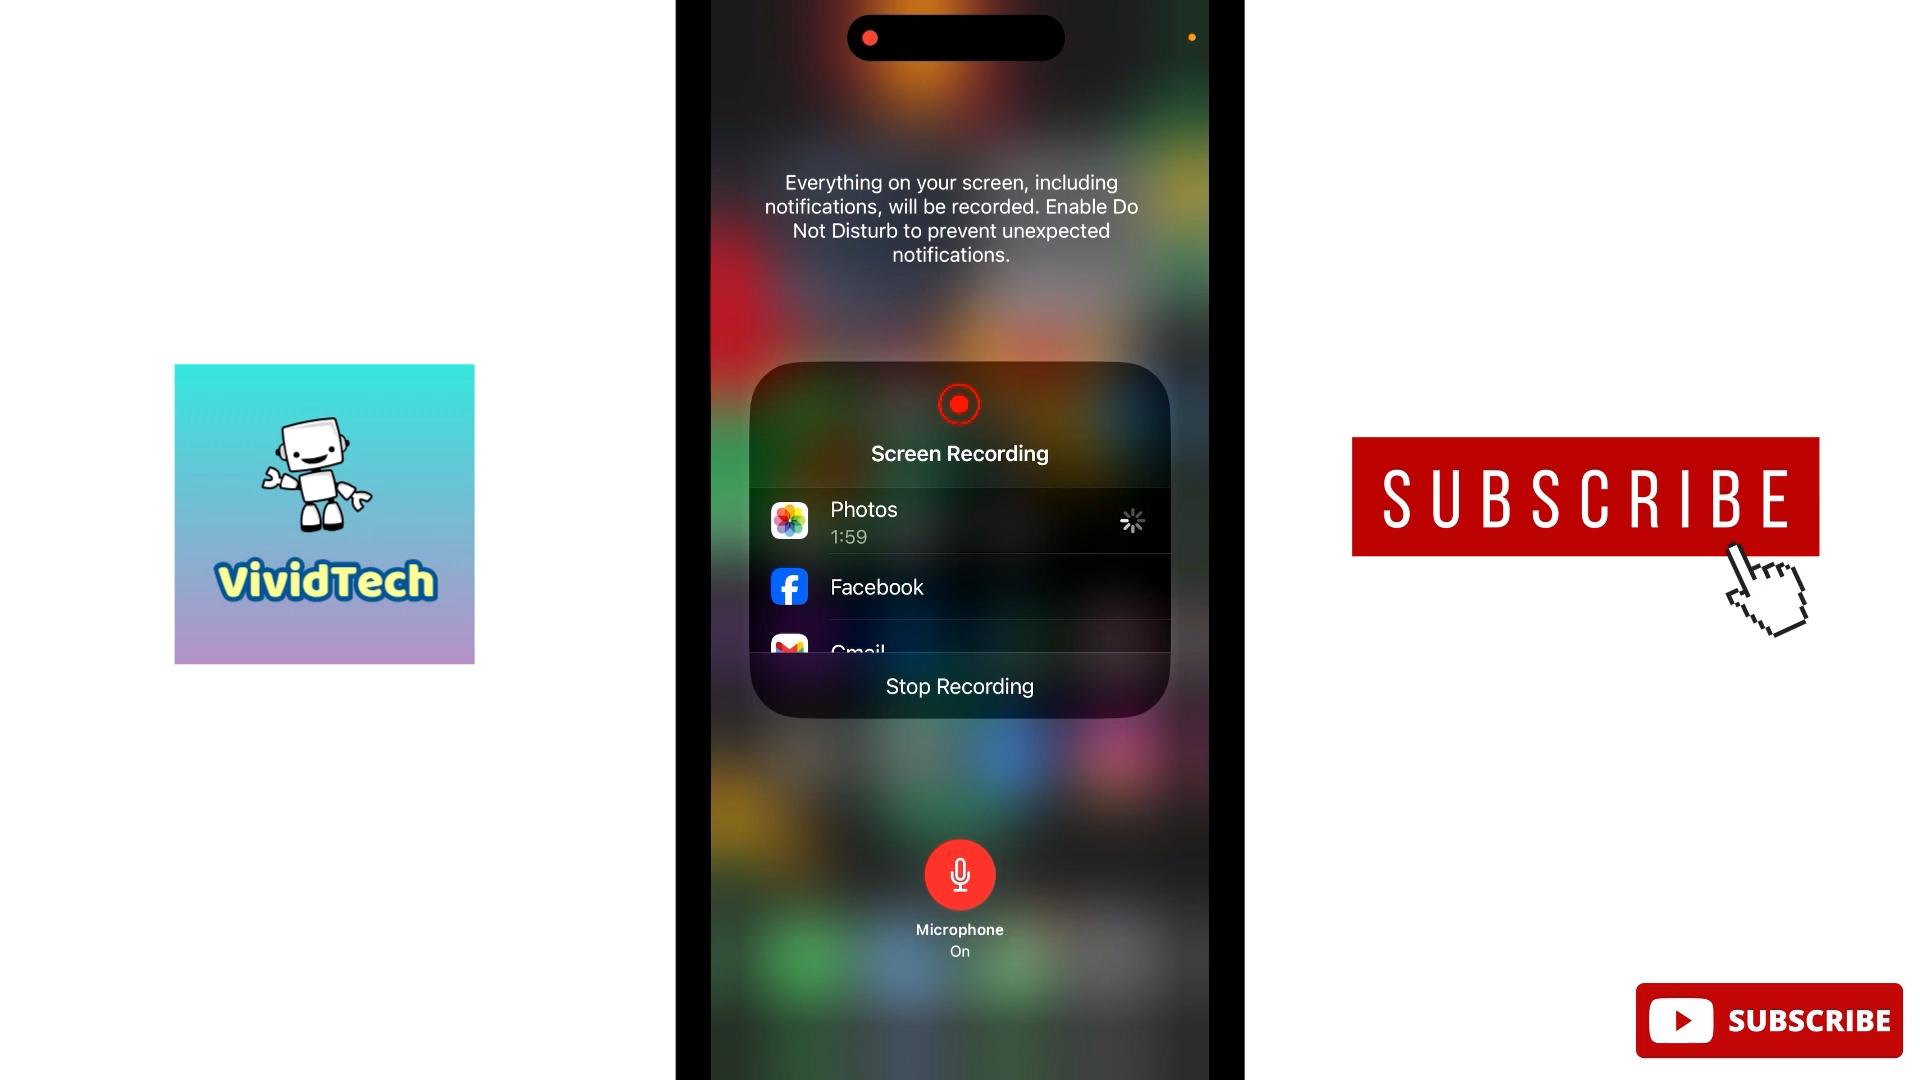 Everything on your screen, including
notifications, will be recorded. Enable Do
Not Disturb to prevent unexpected
notifications.
Screen Recording
Photos
1:59
Facebook
Gmail
Stop Recording
Microphone
On
VividTech
SUBSCRIBE
SUBSCRIBE